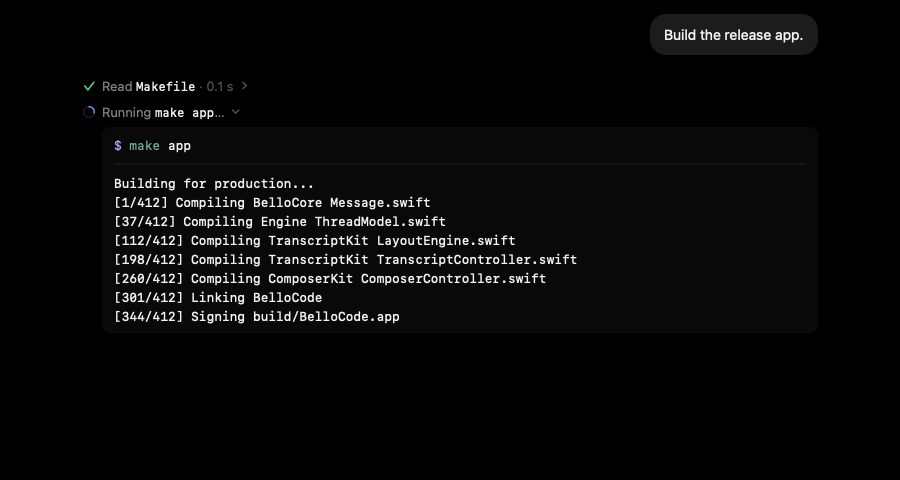 Build the release app.
Read Makefile · 0.1 s
Running make app…
$ make app
Building for production...
[1/412] Compiling BelloCore Message.swift
[37/412] Compiling Engine ThreadModel.swift
[112/412] Compiling TranscriptKit LayoutEngine.swift
[198/412] Compiling TranscriptKit TranscriptController.swift
[260/412] Compiling ComposerKit ComposerController.swift
[301/412] Linking BelloCode
[344/412] Signing build/BelloCode.app